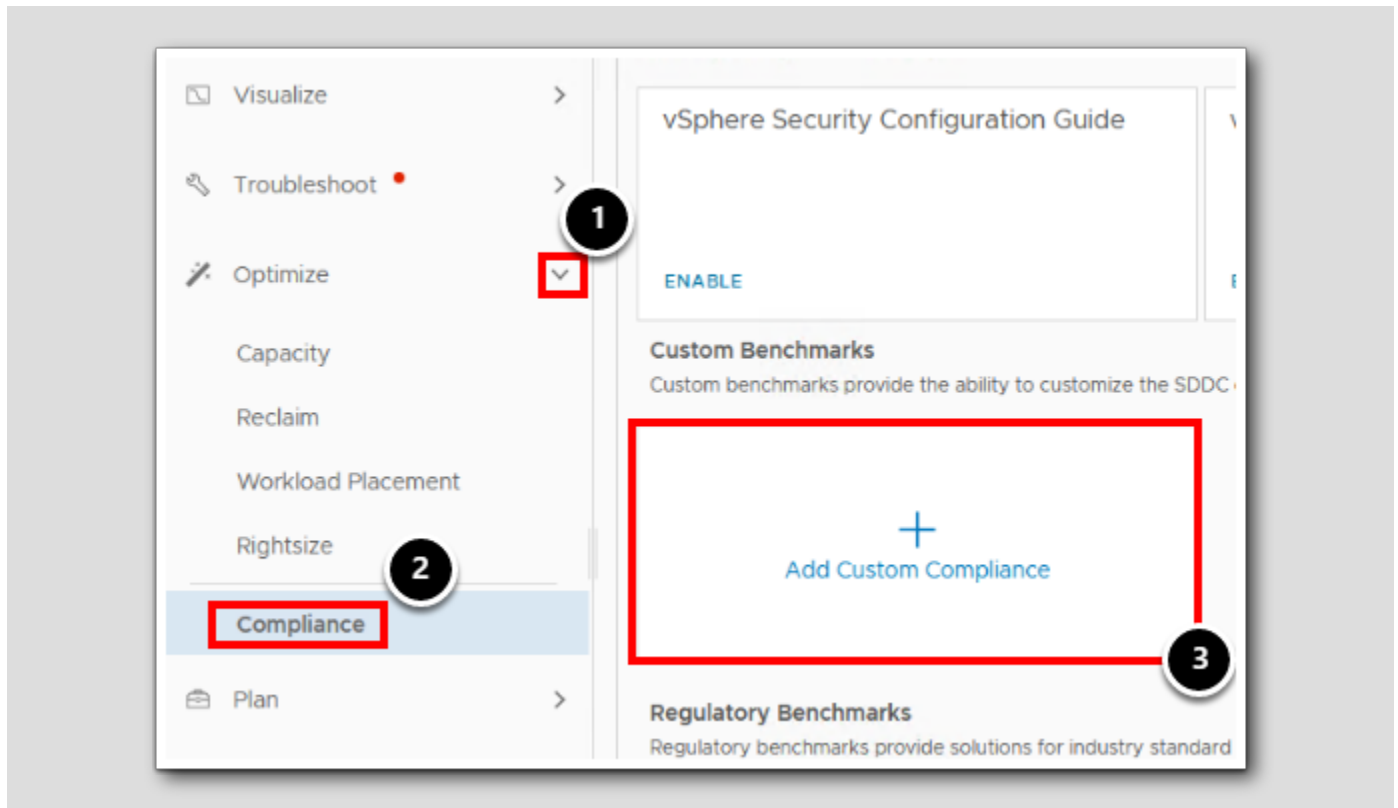 Visualize
Troubleshoot
1
Optimize
Capacity
Reclaim
Workload Placement
Rightsize
2
Compliance
Plan
vSphere Security Configuration Guide
ENABLE
Custom Benchmarks
Custom benchmarks provide the ability to customize the SDDC
Add Custom Compliance
3
Regulatory Benchmarks
Regulatory benchmarks provide solutions for industry standard